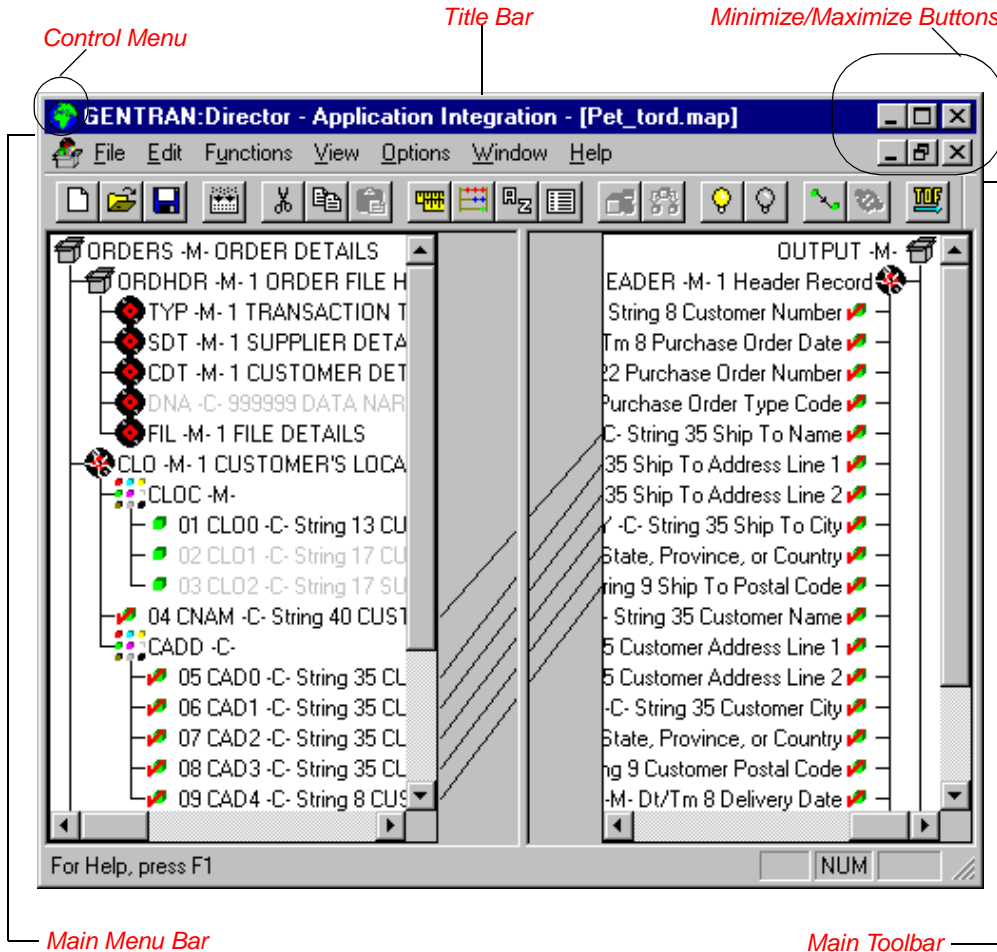 Title Bar
Minimize/Maximize Buttons
Control Menu
GENTRAN:Director - Application Integration - [Pet_tord.map]
File Edit Functions View Options Window Help
AZ
TOF
ORDERS -M- ORDER DETAILS
ORDHDR -M- 1 ORDER FILE H
TYP -M- 1 TRANSACTION T
SDT -M- 1 SUPPLIER DETA
CDT -M- 1 CUSTOMER DET
DNA -C- 999999 DATA NAR
FIL -M- 1 FILE DETAILS
CLO -M- 1 CUSTOMER'S LOCA
CLOC -M-
01 CLO0 -C- String 13 CU
02 CLO1 -C- String 17 CU
03 CLO2 -C- String 17 SU
04 CNAM -C- String 40 CUST
CADD -C-
05 CAD0 -C- String 35 CU
06 CAD1 -C- String 35 CU
07 CAD2 -C- String 35 CU
08 CAD3 -C- String 35 CU
09 CAD4 -C- String 8 CUS
OUTPUT -M-
EADER -M- 1 Header Record
String 8 Customer Number
Tm 8 Purchase Order Date
22 Purchase Order Number
Purchase Order Type Code
C- String 35 Ship To Name
35 Ship To Address Line 1
35 Ship To Address Line 2
-C- String 35 Ship To City
State, Province, or Country
ring 9 Ship To Postal Code
- String 35 Customer Name
5 Customer Address Line 1
5 Customer Address Line 2
-C- String 35 Customer City
State, Province, or Country
ng 9 Customer Postal Code
-M- Dt/Tm 8 Delivery Date
For Help, press F1
NUM
Main Menu Bar
Main Toolbar